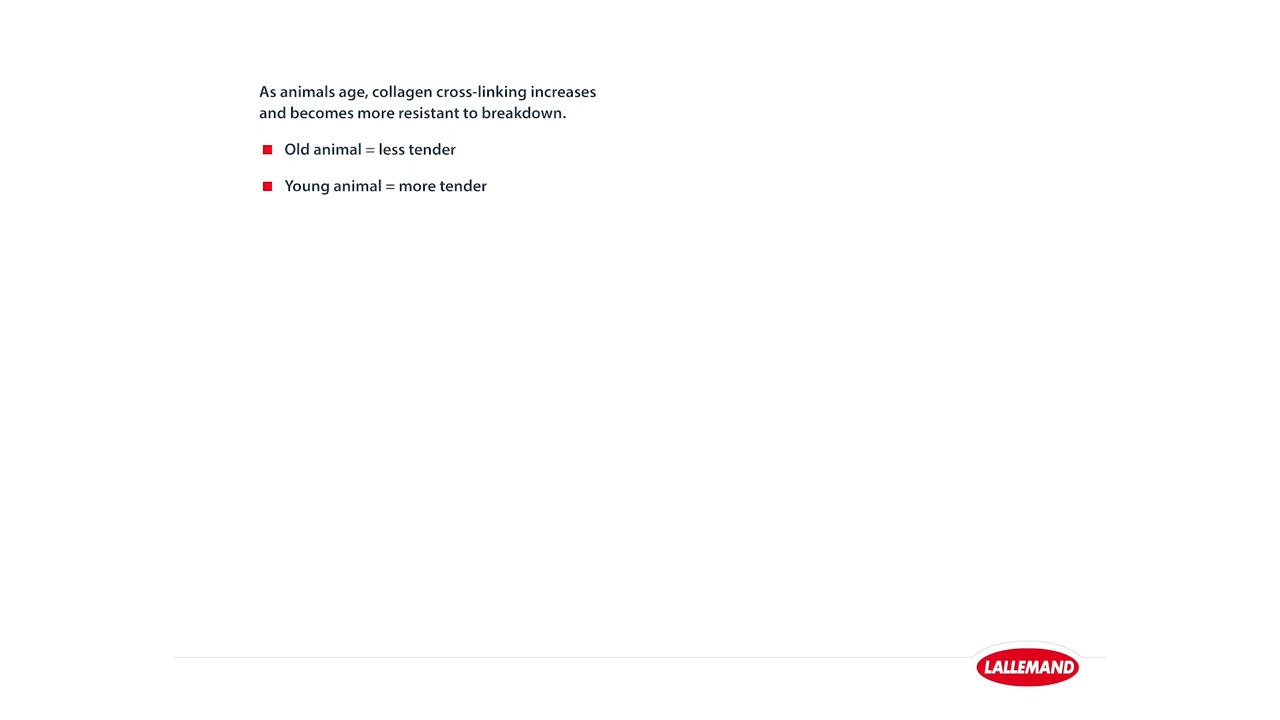 As animals age, collagen cross-linking increases
and becomes more resistant to breakdown.
Old animal = less tender
Young animal = more tender
LALLEMAND